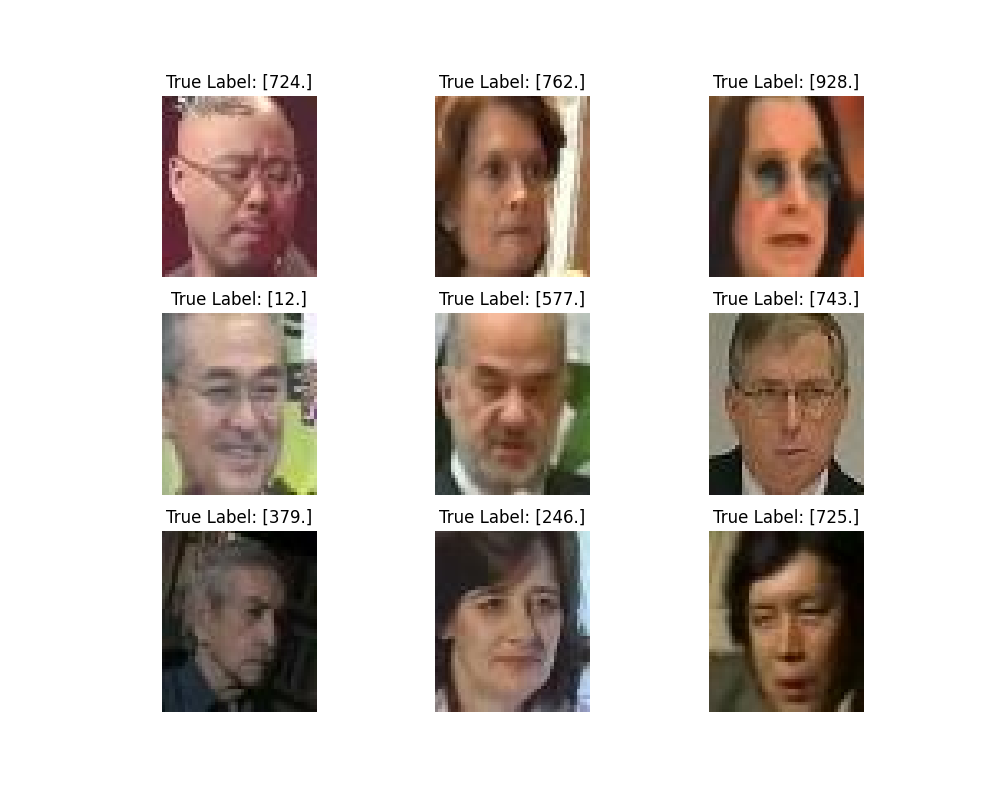 True Label: [724.]
True Label: [762.]
True Label: [928.]
True Label: [12.]
True Label: [577.]
True Label: [743.]
True Label: [379.]
True Label: [246.]
True Label: [725.]